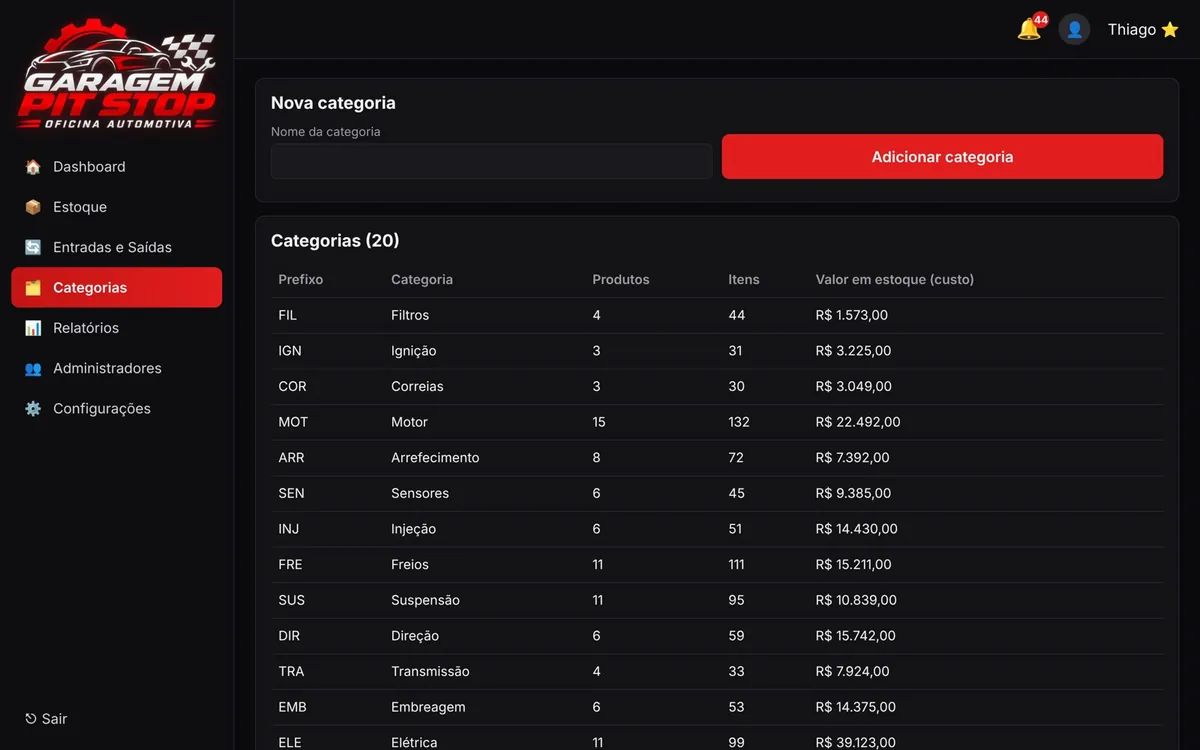 GARAGEM
PIT STOP
OFICINA AUTOMOTIVA
Dashboard
Estoque
Entradas e Saídas
Categorias
Relatórios
Administradores
Configurações
Sair
44
Thiago
Nova categoria
Nome da categoria
Adicionar categoria
Categorias (20)
Prefixo Categoria Produtos Itens Valor em estoque (custo)
FIL Filtros 4 44 R$ 1.573,00
IGN Ignição 3 31 R$ 3.225,00
COR Correias 3 30 R$ 3.049,00
MOT Motor 15 132 R$ 22.492,00
ARR Arrefecimento 8 72 R$ 7.392,00
SEN Sensores 6 45 R$ 9.385,00
INJ Injeção 6 51 R$ 14.430,00
FRE Freios 11 111 R$ 15.211,00
SUS Suspensão 11 95 R$ 10.839,00
DIR Direção 6 59 R$ 15.742,00
TRA Transmissão 4 33 R$ 7.924,00
EMB Embreagem 6 53 R$ 14.375,00
ELE Elétrica 11 99 R$ 39.123,00